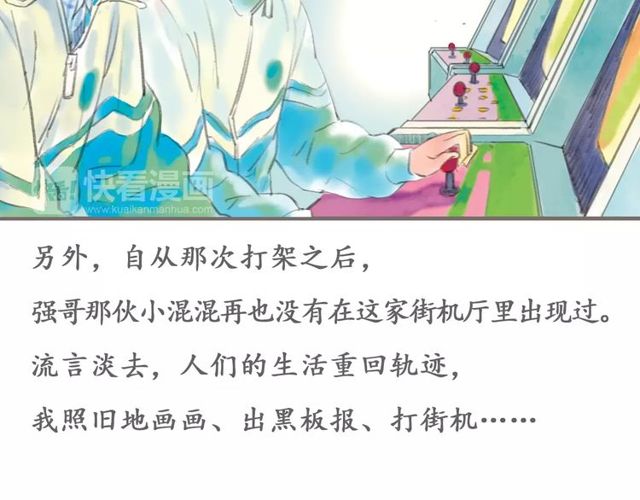 快看漫画
www.kuaikanmanhua.com
另外，自从那次打架之后，
强哥那伙小混混再也没有在这家街机厅里出现过。
流言淡去，人们的生活重回轨迹，
我照旧地画画、出黑板报、打街机……